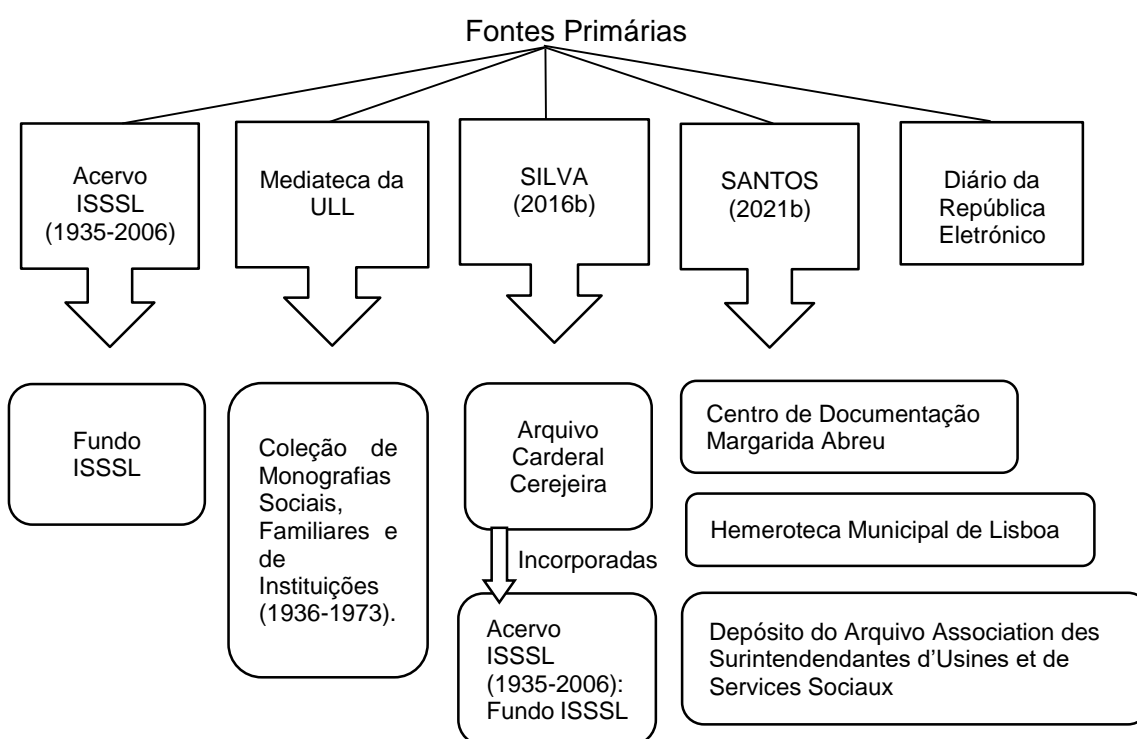 Fontes Primárias
Acervo
ISSSL
(1935-2006)
Mediateca da
ULL
SILVA
(2016b)
SANTOS
(2021b)
Diário da
República
Eletrónico
Fundo
ISSSL
Coleção de
Monografias
Sociais,
Familiares e
de
Instituições
(1936-1973).
Arquivo
Carderal
Cerejeira
Incorporadas
Acervo
ISSSL
(1935-2006):
Fundo ISSSL
Centro de Documentação
Margarida Abreu
Hemeroteca Municipal de Lisboa
Depósito do Arquivo Association des
Surintendendantes d’Usines et de
Services Sociaux